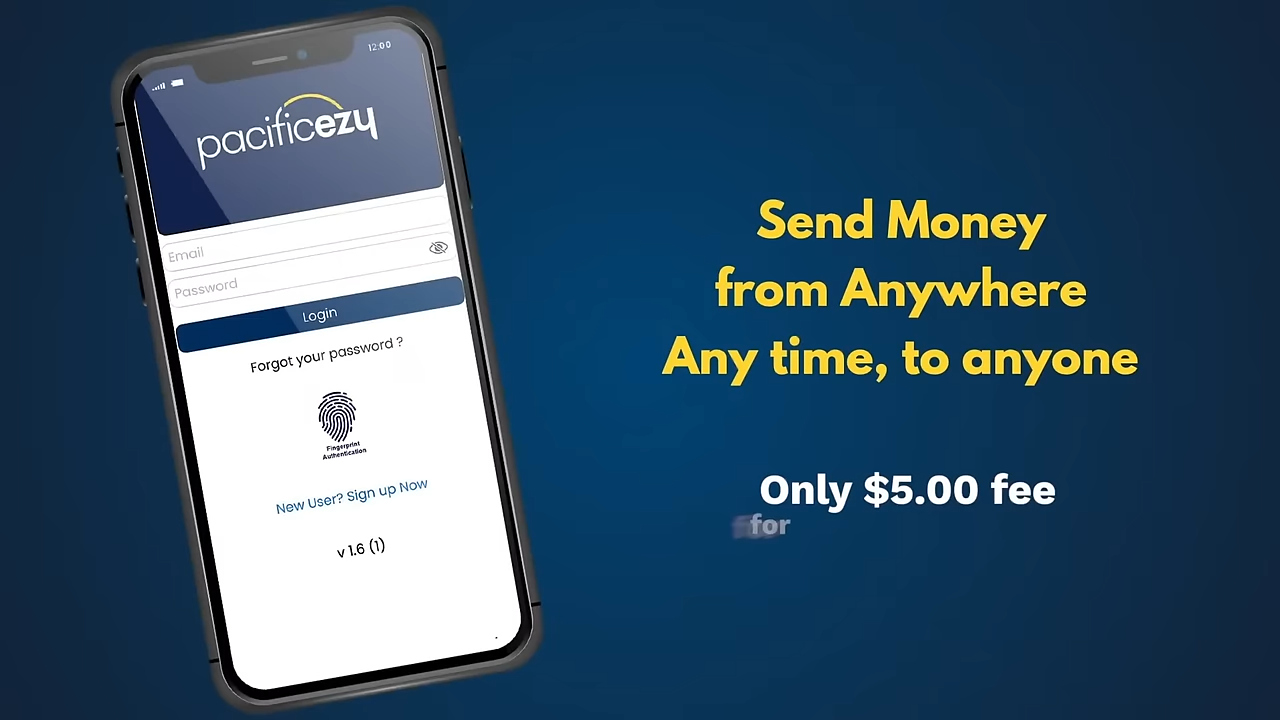 12:00
pacificezy
Email
Password
Login
Forgot your password ?
Fingerprint
Authentication
New User? Sign up Now
v 1.6 (1)
Send Money
from Anywhere
Any time, to anyone
Only $5.00 fee
for